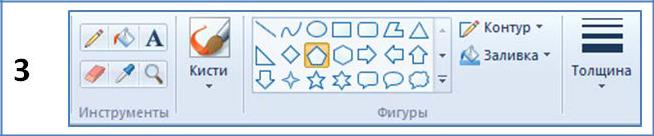 3
A
Кисти
Контур
Заливка
Толщина
Инструменты
Фигуры